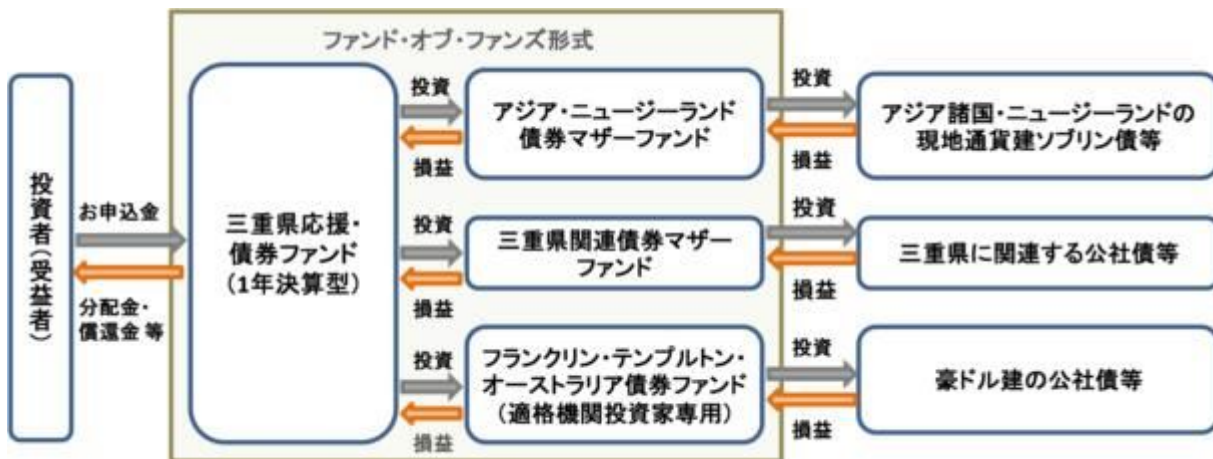 ファンド・オブ・ファンズ形式
投資者(受益者)
お申込金
分配金・
償還金 等
三重県応援・
債券ファンド
(1年決算型)
投資
損益
アジア・ニュージーランド
債券マザーファンド
投資
損益
アジア諸国・ニュージーランドの
現地通貨建ソブリン債等
投資
損益
三重県関連債券マザー
ファンド
投資
損益
三重県に関連する公社債等
投資
損益
フランクリン・テンプルトン・
オーストラリア債券ファンド
(適格機関投資家専用)
投資
損益
豪ドル建の公社債等